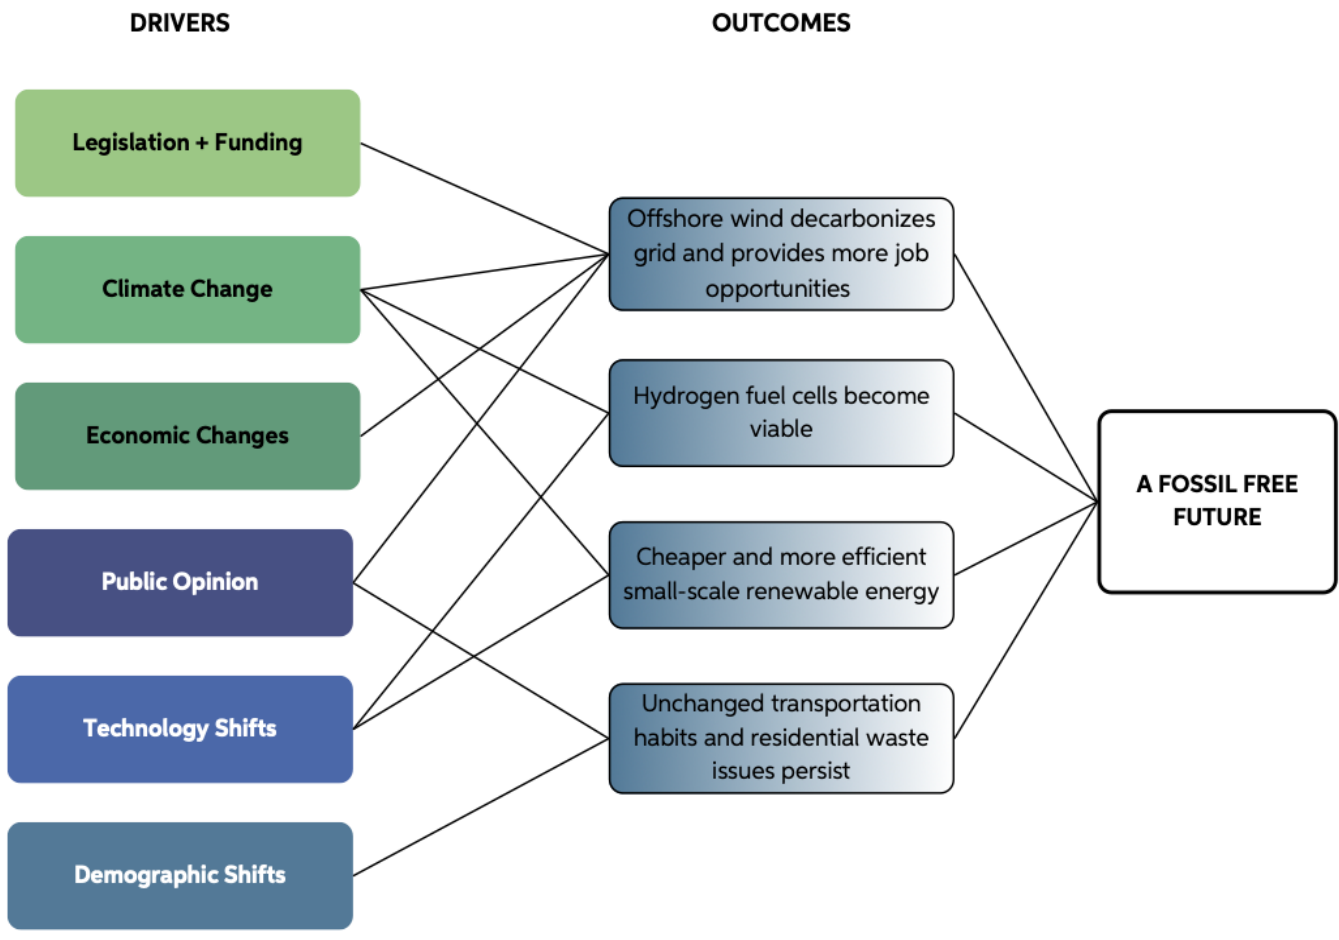 DRIVERS
OUTCOMES
Legislation + Funding
Climate Change
Economic Changes
Public Opinion
Technology Shifts
Demographic Shifts
Offshore wind decarbonizes
grid and provides more job
opportunities
Hydrogen fuel cells become
viable
Cheaper and more efficient
small-scale renewable energy
Unchanged transportation
habits and residential waste
issues persist
A FOSSIL FREE
FUTURE